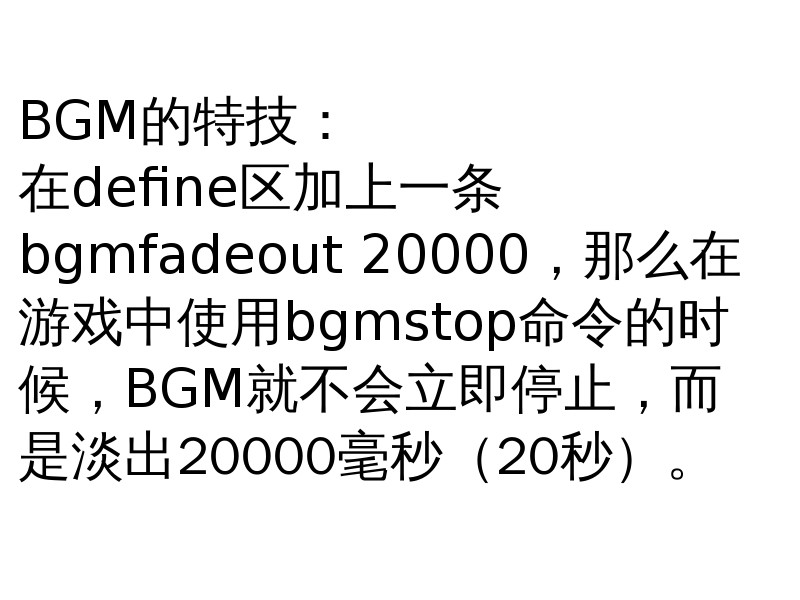 BGM的特技：
在define区加上一条
bgmfadeout 20000，那么在
游戏中使用bgmstop命令的时
候，BGM就不会立即停止，而
是淡出20000毫秒（20秒）。